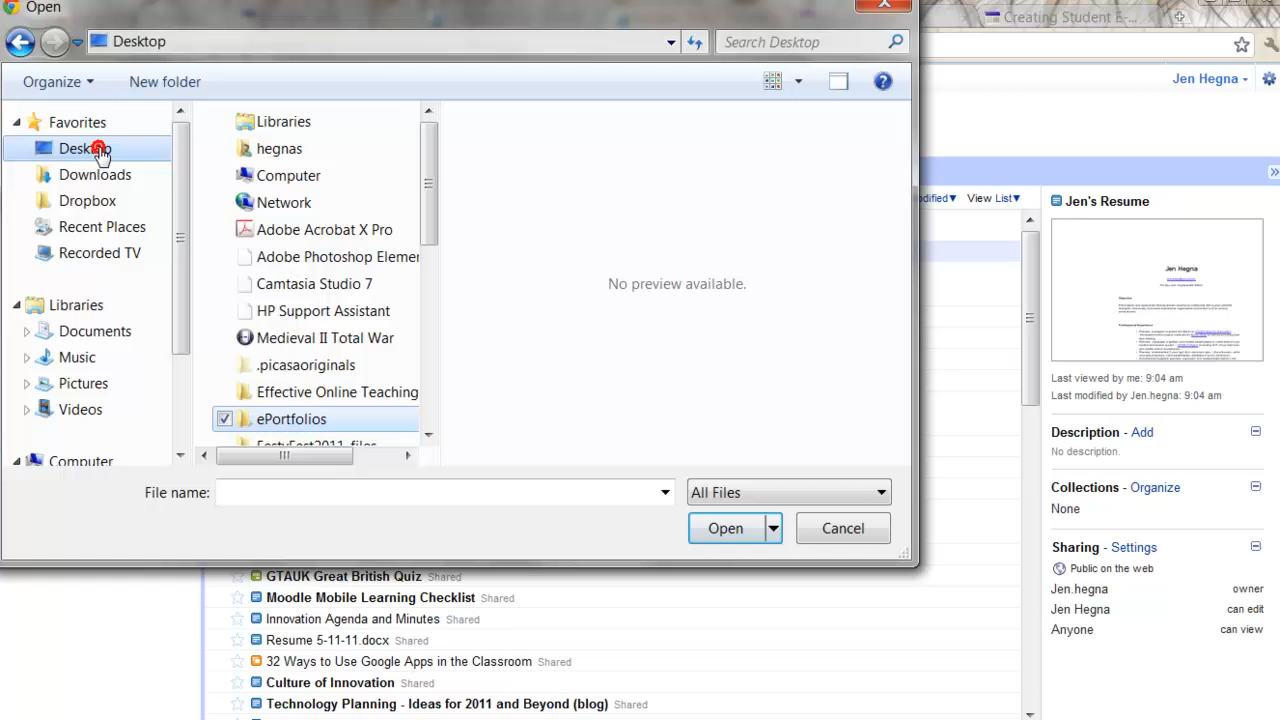 Open
Creating Student E-...
Desktop
Search Desktop
Organize
New folder
Jen Hegna
Favorites
Desktop
Downloads
Dropbox
Recent Places
Recorded TV
Libraries
Documents
Music
Pictures
Videos
Computer
Libraries
hegnas
Computer
Network
Adobe Acrobat X Pro
Adobe Photoshop Elemer
Camtasia Studio 7
HP Support Assistant
Medieval II Total War
.picasaoriginals
Effective Online Teaching
ePortfolios
FestyFest2011_files
No preview available.
File name:
All Files
Open
Cancel
odified
View List
Jen's Resume
Jen Hegna
Last viewed by me: 9:04 am
Last modified by Jen.hegna: 9:04 am
Description - Add
No description.
Collections - Organize
None
Sharing - Settings
Public on the web
Jen.hegna owner
Jen Hegna can edit
Anyone can view
GTAUK Great British Quiz Shared
Moodle Mobile Learning Checklist Shared
Innovation Agenda and Minutes Shared
Resume 5-11-11.docx Shared
32 Ways to Use Google Apps in the Classroom Shared
Culture of Innovation Shared
Technology Planning - Ideas for 2011 and Beyond (blog) Shared